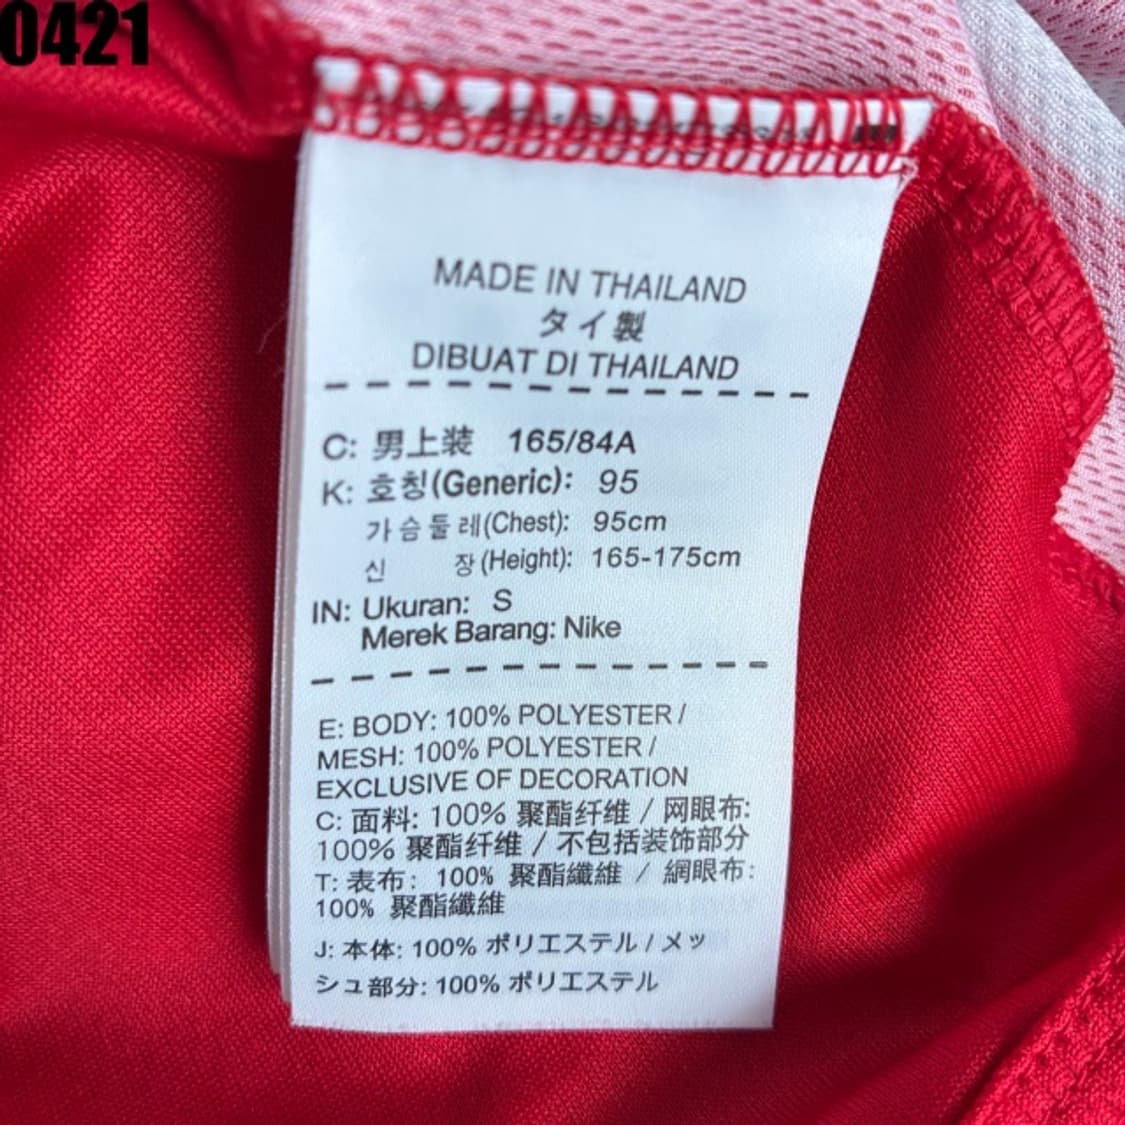 0421
MADE IN THAILAND
タイ製
DIBUAT DI THAILAND
C: 男上装 165/84A
K: 호칭(Generic): 95
가슴둘레(Chest): 95cm
신 장(Height): 165-175cm
IN: Ukuran: S
Merek Barang: Nike
E: BODY: 100% POLYESTER /
MESH: 100% POLYESTER /
EXCLUSIVE OF DECORATION
C: 面料: 100% 聚酯纤维 / 网眼布:
100% 聚酯纤维 / 不包括装饰部分
T: 表布: 100% 聚酯纖維 / 網眼布:
100% 聚酯纖維
J: 本体: 100% ポリエステル / メッ
シュ部分: 100% ポリエステル